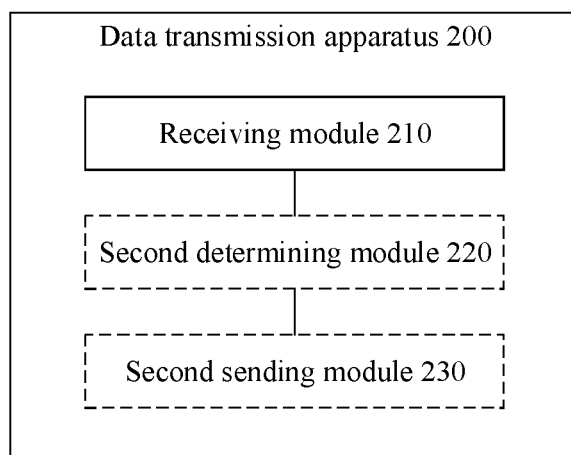 Data transmission apparatus 200
Receiving module 210
Second determining module 220
Second sending module 230